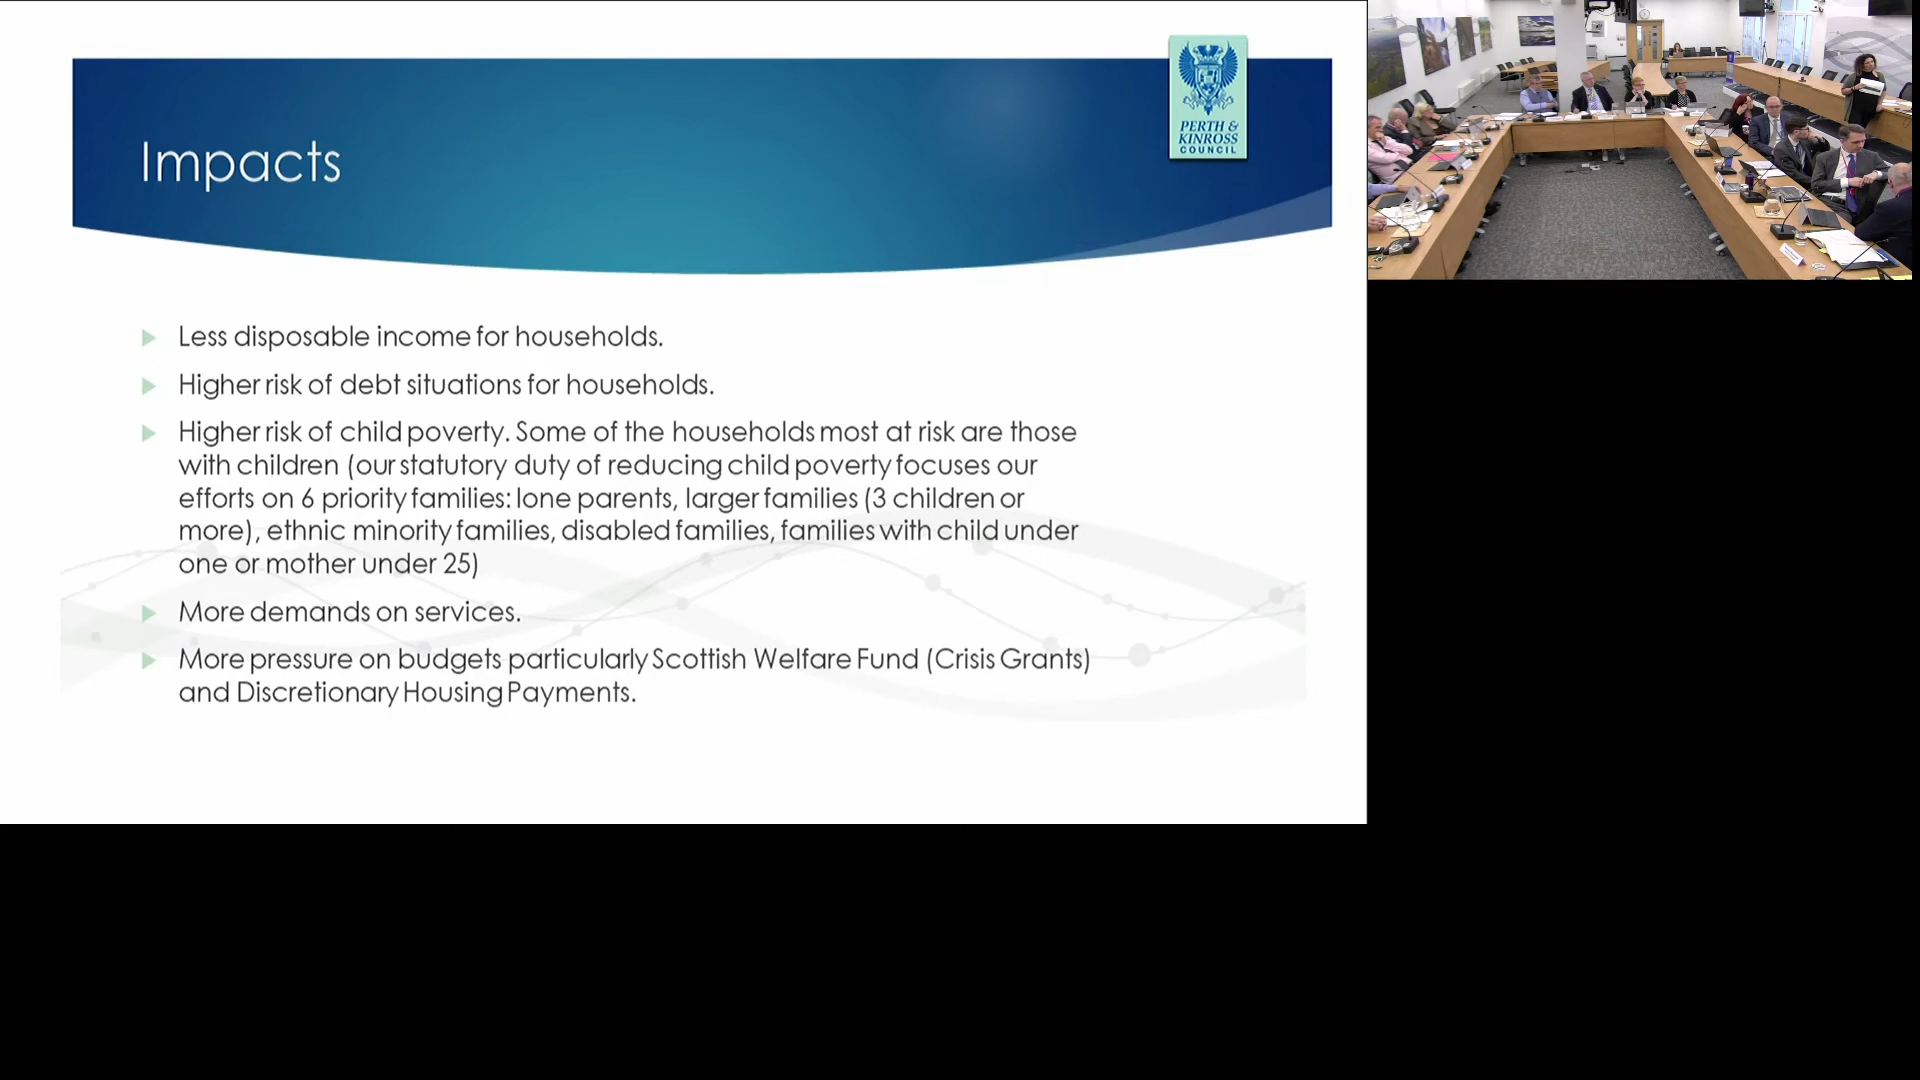 PERTH &
KINROSS
COUNCIL
Impacts
Less disposable income for households.
Higher risk of debt situations for households.
Higher risk of child poverty. Some of the households most at risk are those
with children (our statutory duty of reducing child poverty focuses our
efforts on 6 priority families: lone parents, larger families (3 children or
more), ethnic minority families, disabled families, families with child under
one or mother under 25)
More demands on services.
More pressure on budgets particularly Scottish Welfare Fund (Crisis Grants)
and Discretionary Housing Payments.